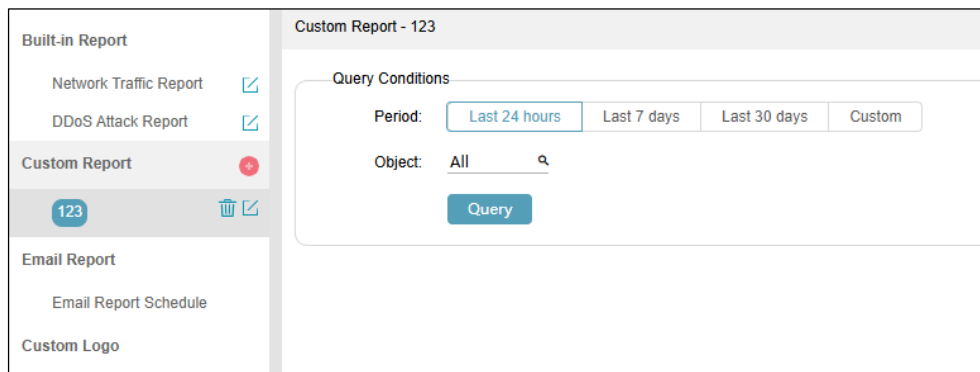 Built-in Report
Network Traffic Report
DDoS Attack Report
Custom Report
123
Email Report
Email Report Schedule
Custom Logo
Custom Report - 123
Query Conditions
Period: Last 24 hours Last 7 days Last 30 days Custom
Object: All
Query